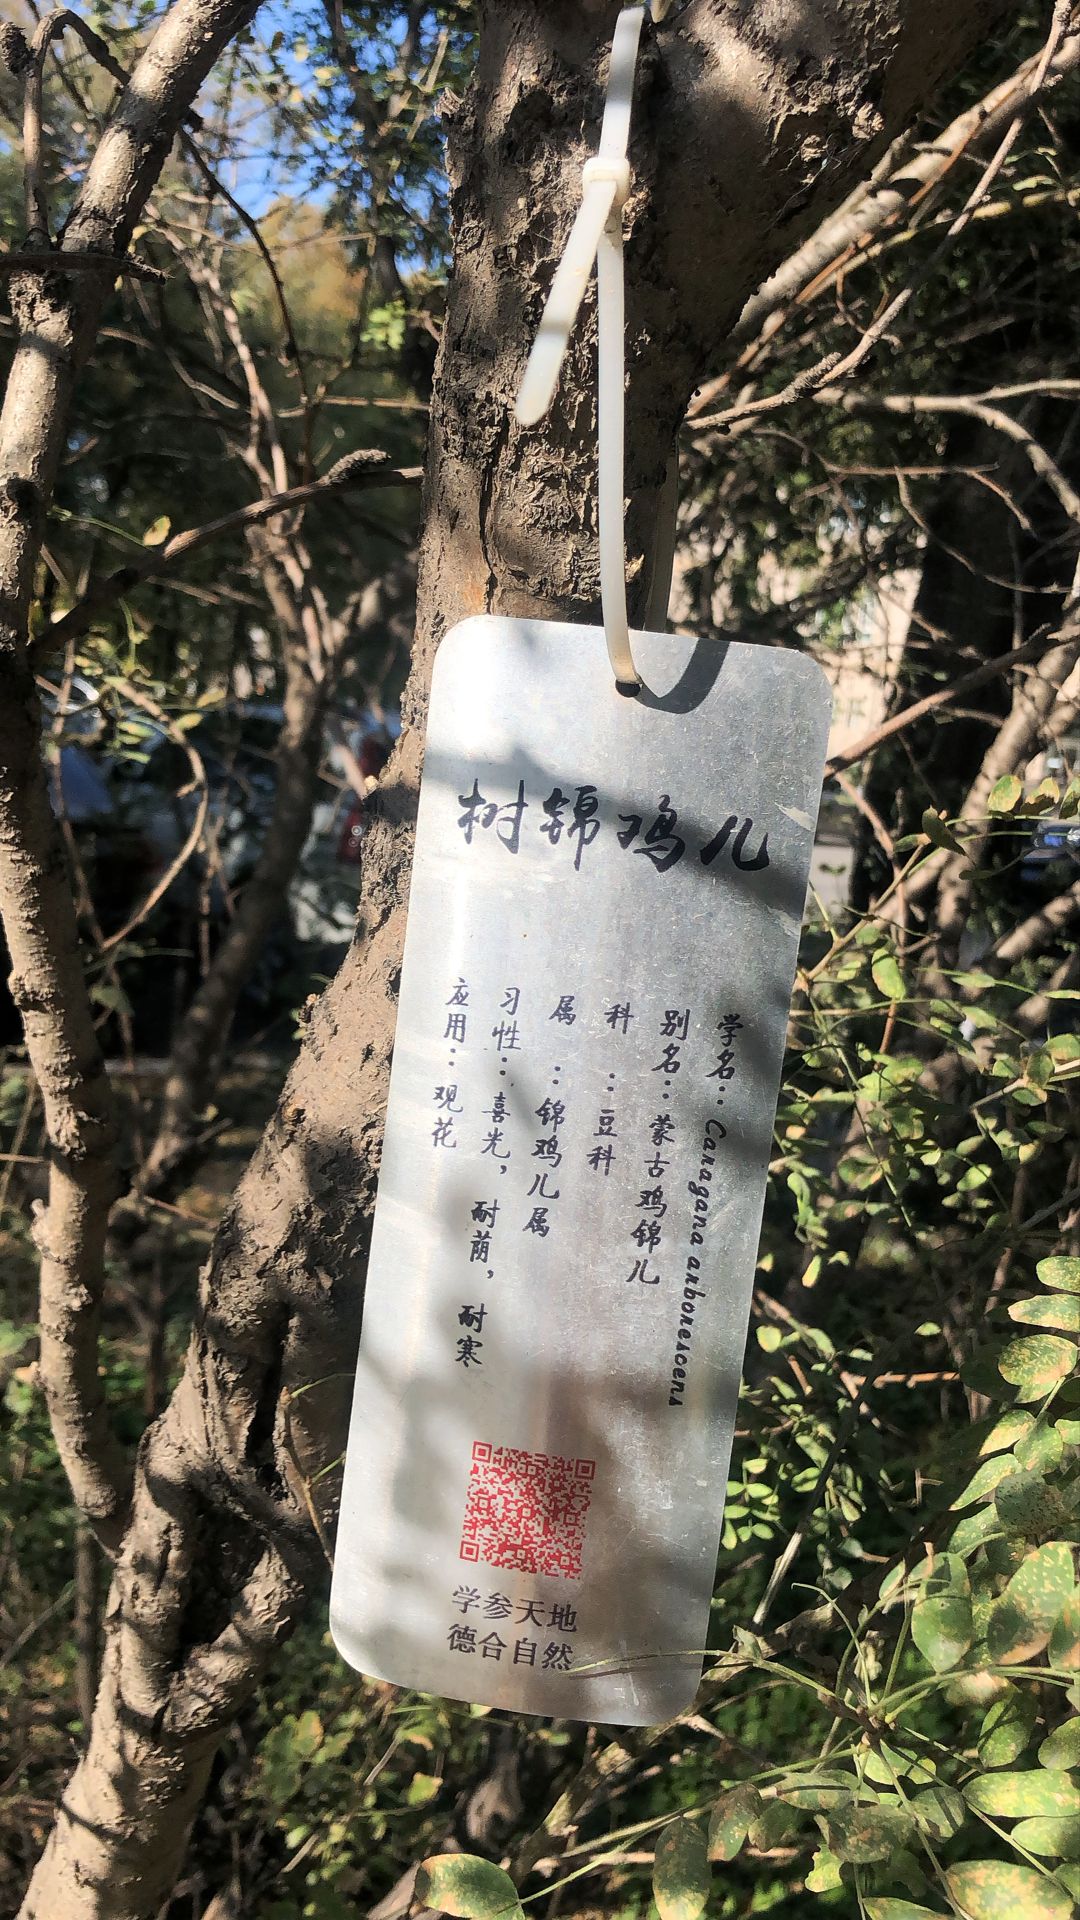 树锦鸡儿
学名：Caragana arborescens
别名：蒙古鸡锦儿
科：豆科
属：锦鸡儿属
习性：喜光，耐荫，耐寒
应用：观花
学参天地
德合自然